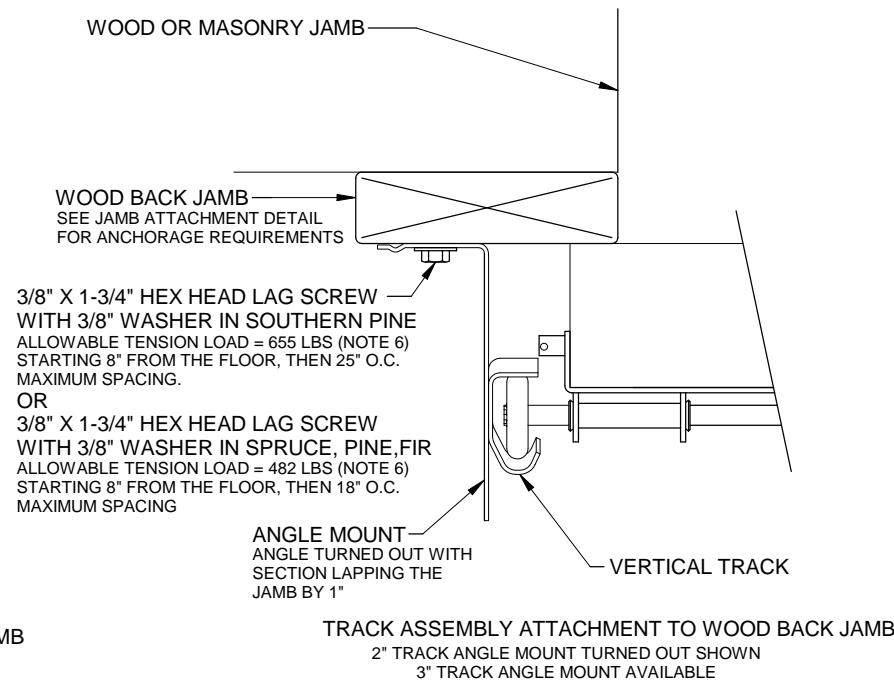 WOOD OR MASONRY JAMB
WOOD BACK JAMB
SEE JAMB ATTACHMENT DETAIL
FOR ANCHORAGE REQUIREMENTS
3/8" X 1-3/4" HEX HEAD LAG SCREW
WITH 3/8" WASHER IN SOUTHERN PINE
ALLOWABLE TENSION LOAD = 655 LBS (NOTE 6)
STARTING 8" FROM THE FLOOR, THEN 25" O.C.
MAXIMUM SPACING.
OR
3/8" X 1-3/4" HEX HEAD LAG SCREW
WITH 3/8" WASHER IN SPRUCE, PINE,FIR
ALLOWABLE TENSION LOAD = 482 LBS (NOTE 6)
STARTING 8" FROM THE FLOOR, THEN 18" O.C.
MAXIMUM SPACING
ANGLE MOUNT
ANGLE TURNED OUT WITH
SECTION LAPPING THE
JAMB BY 1"
VERTICAL TRACK
MB
TRACK ASSEMBLY ATTACHMENT TO WOOD BACK JAMB
2" TRACK ANGLE MOUNT TURNED OUT SHOWN
3" TRACK ANGLE MOUNT AVAILABLE